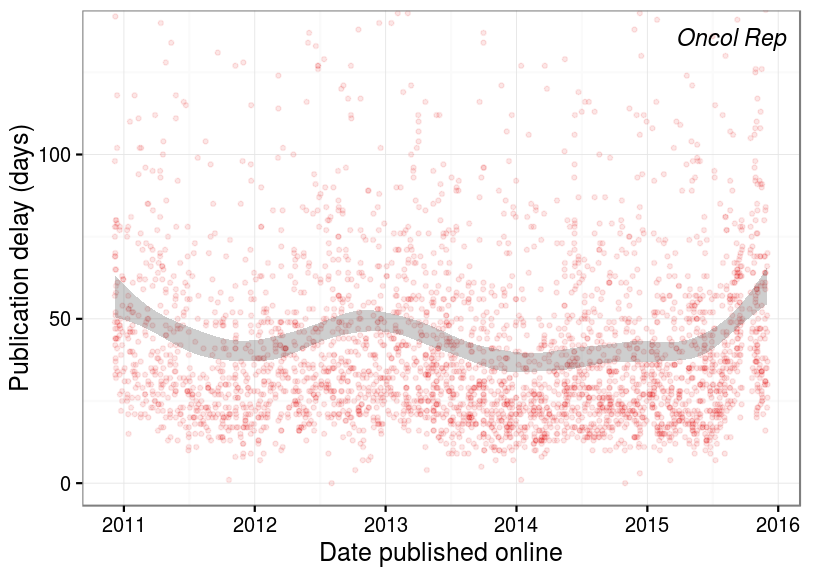 Oncol Rep
Publication delay (days)
100
50
0
2011 2012 2013 2014 2015 2016
Date published online